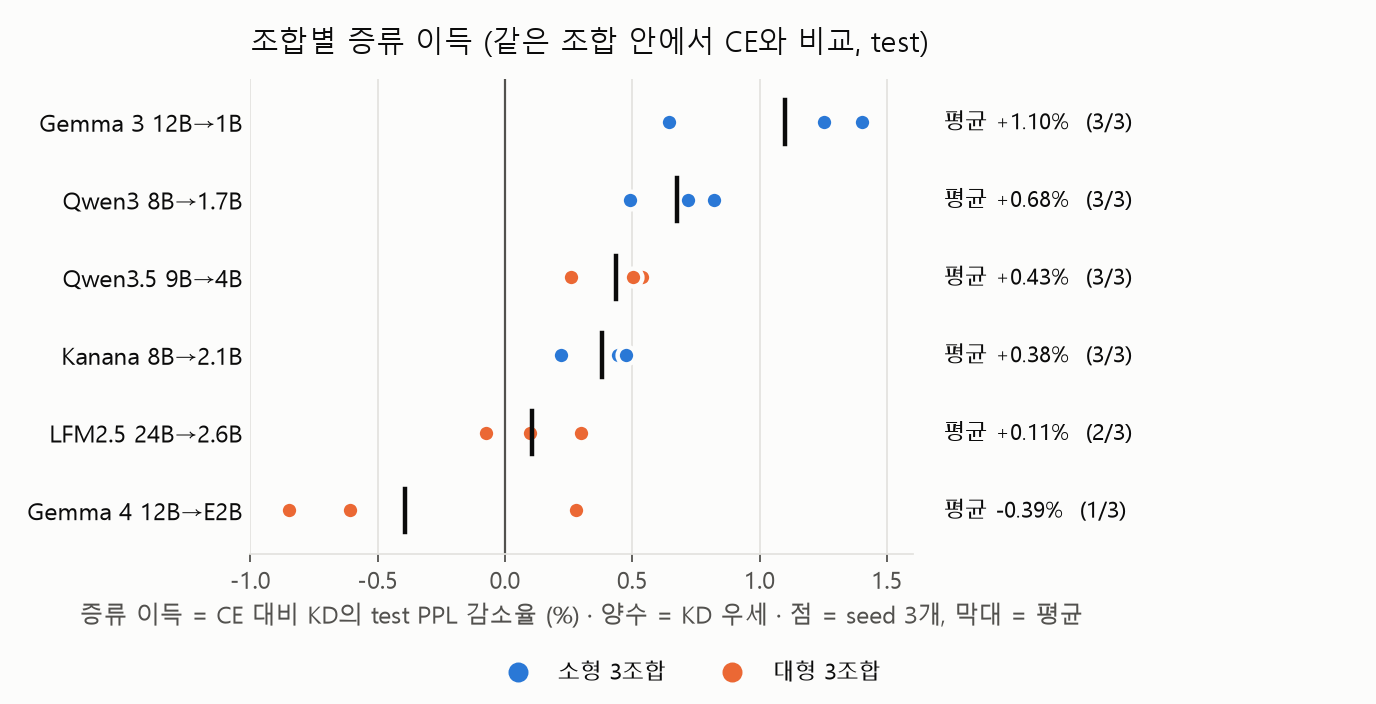 조합별 증류 이득 (같은 조합 안에서 CE와 비교, test)
Gemma 3 12B→1B 평균 +1.10% (3/3)
Qwen3 8B→1.7B 평균 +0.68% (3/3)
Qwen3.5 9B→4B 평균 +0.43% (3/3)
Kanana 8B→2.1B 평균 +0.38% (3/3)
LFM2.5 24B→2.6B 평균 +0.11% (2/3)
Gemma 4 12B→E2B 평균 -0.39% (1/3)
-1.0 -0.5 0.0 0.5 1.0 1.5
증류 이득 = CE 대비 KD의 test PPL 감소율 (%) · 양수 = KD 우세 · 점 = seed 3개, 막대 = 평균
소형 3조합 대형 3조합